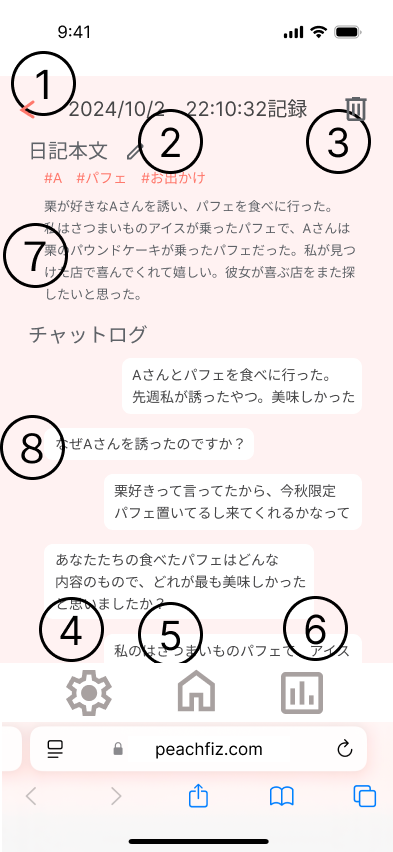 9:41
①
2024/10/2 22:10:32記録
③
日記本文
②
#A #パフェ #お出かけ
栗が好きなAさんを誘い、パフェを食べに行った。
私はさつまいものアイスが乗ったパフェで、Aさんは
⑦
栗のパウンドケーキが乗ったパフェだった。私が見つ
けた店で喜んでくれて嬉しい。彼女が喜ぶ店をまた探
したいと思った。
チャットログ
Aさんとパフェを食べに行った。
先週私が誘ったやつ。美味しかった
⑧
なぜAさんを誘ったのですか？
栗好きって言ってたから、今秋限定
パフェ置いてるし来てくれるかなって
あなたたちの食べたパフェはどんな
内容のもので、どれが最も美味しかった
と思いましたか？
④
⑤
⑥
私のはさつまいものパフェで、アイス
peachfiz.com